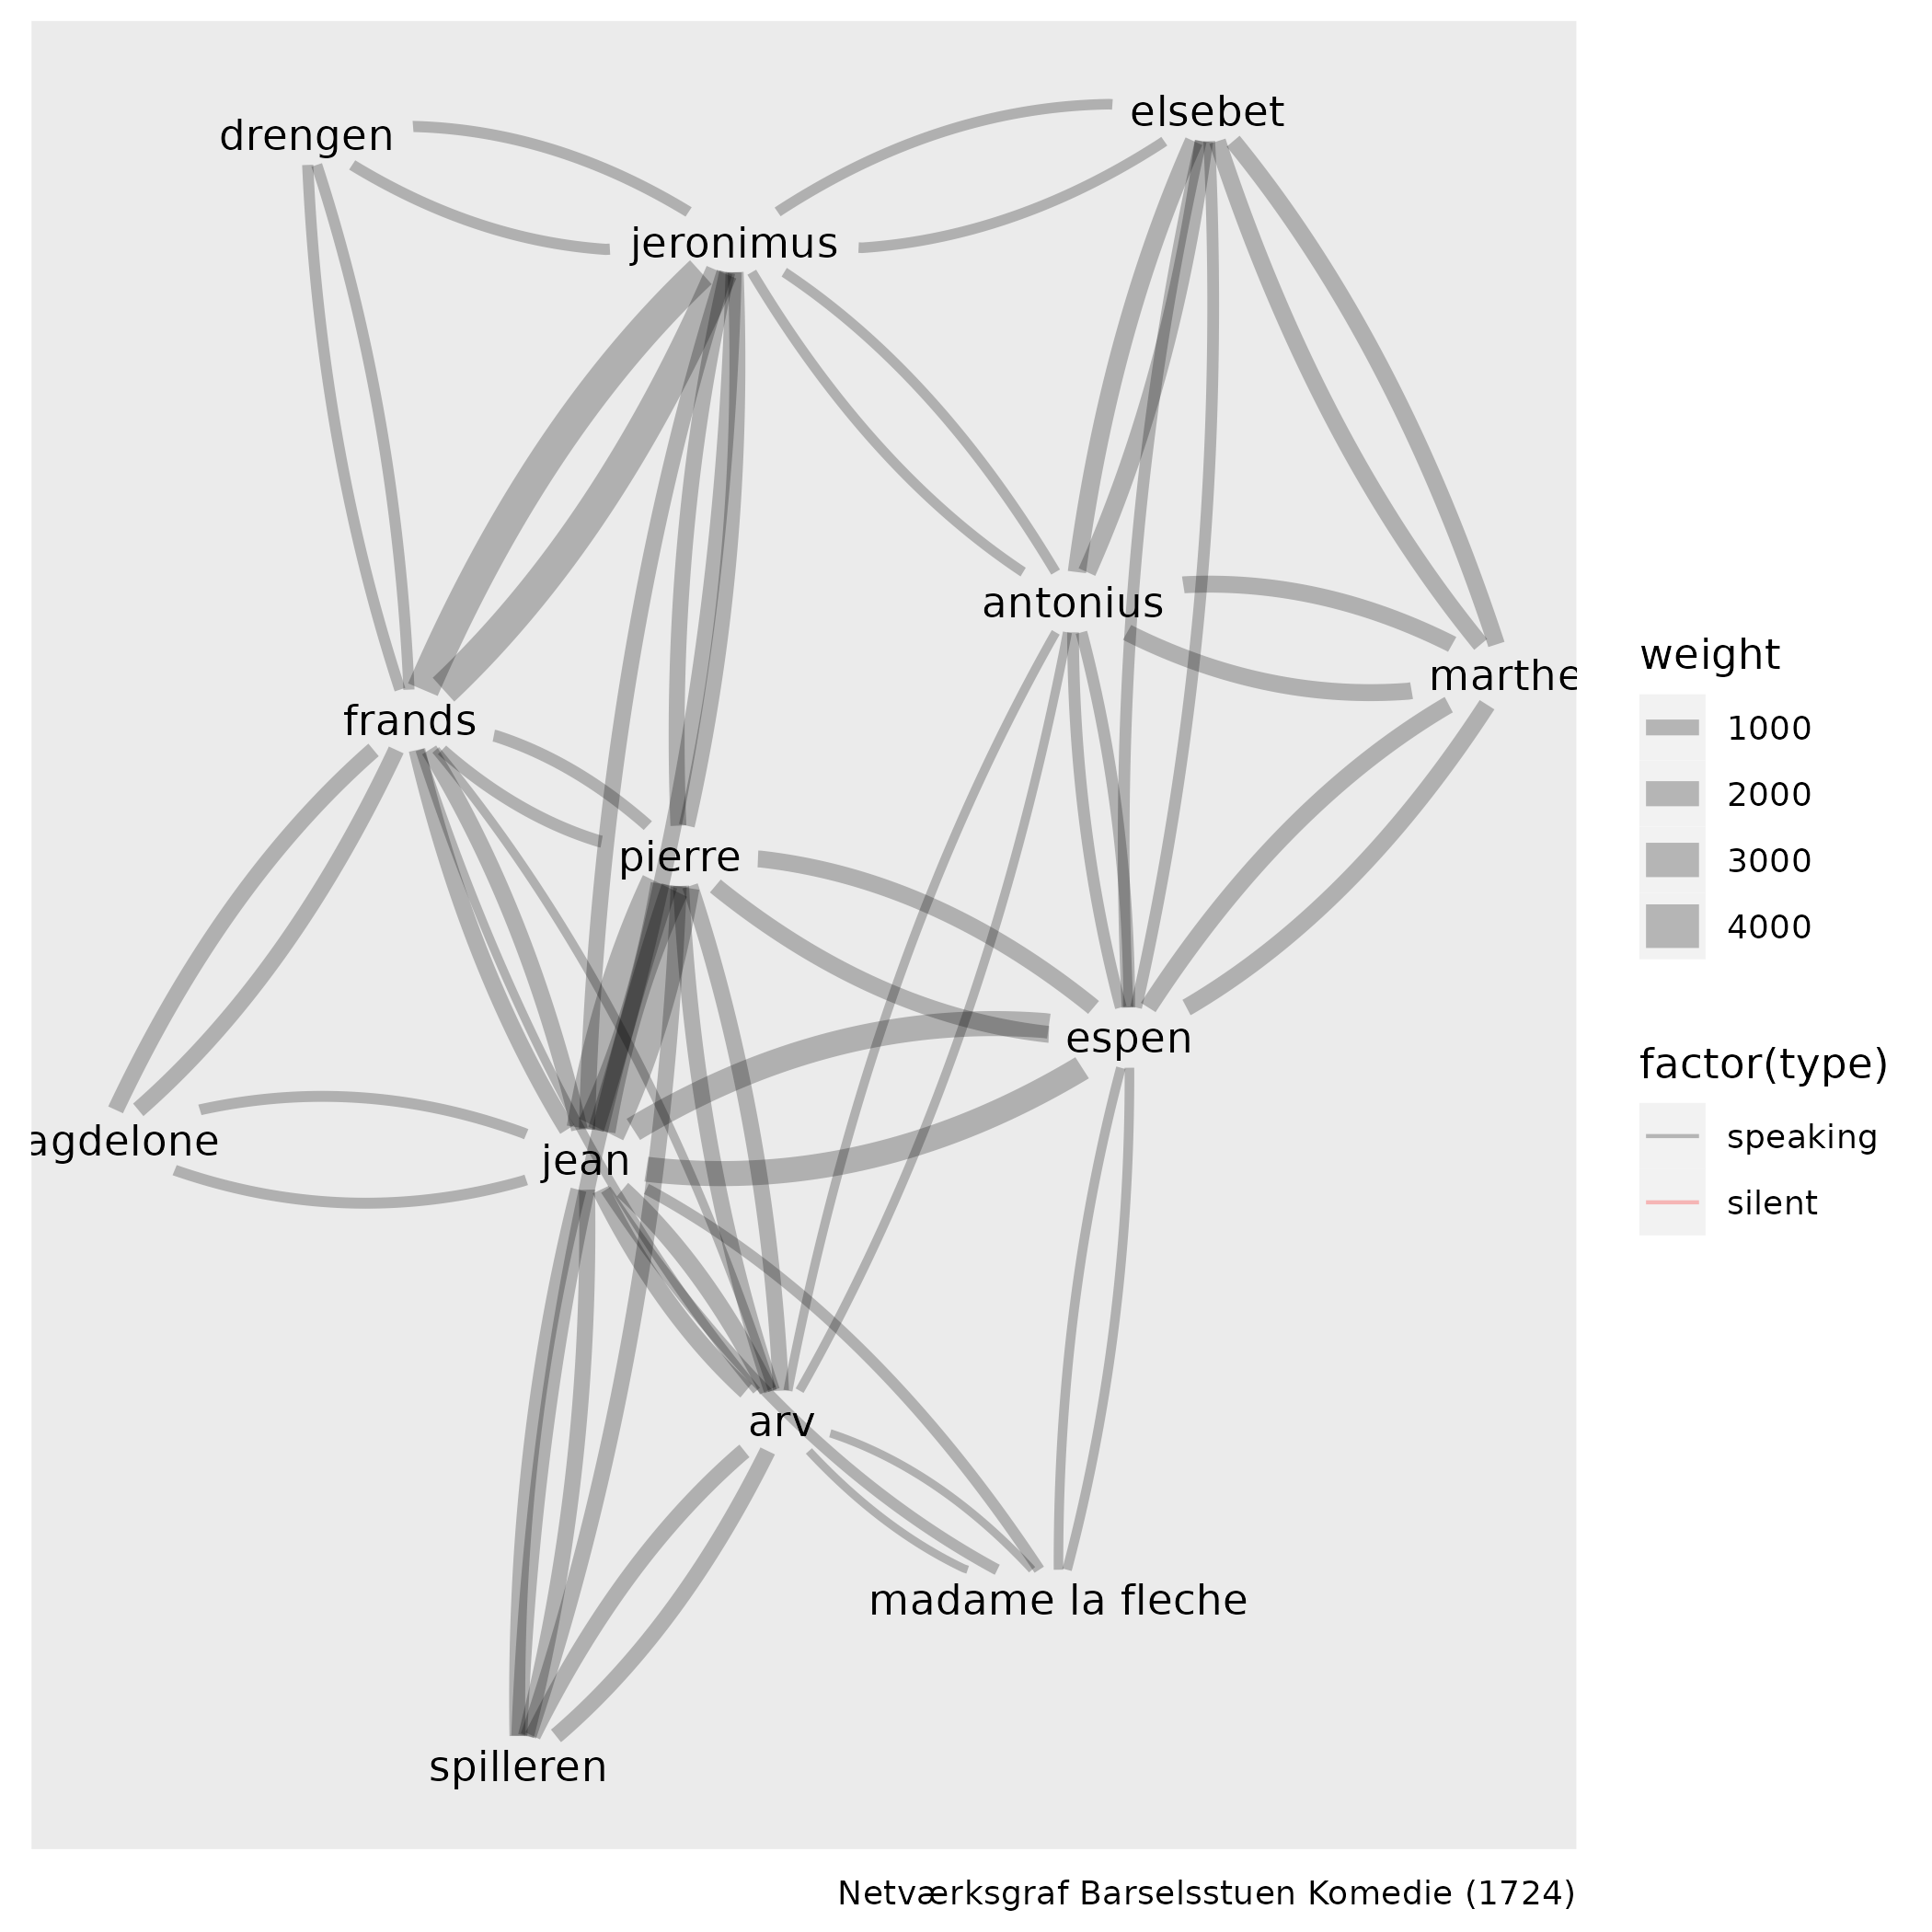 drengen
elsebet
jeronimus
antonius
marthe
frands
pierre
espen
agdelone
jean
arv
madame la fleche
spilleren
weight
1000
2000
3000
4000
factor(type)
speaking
silent
Netværksgraf Barselsstuen Komedie (1724)